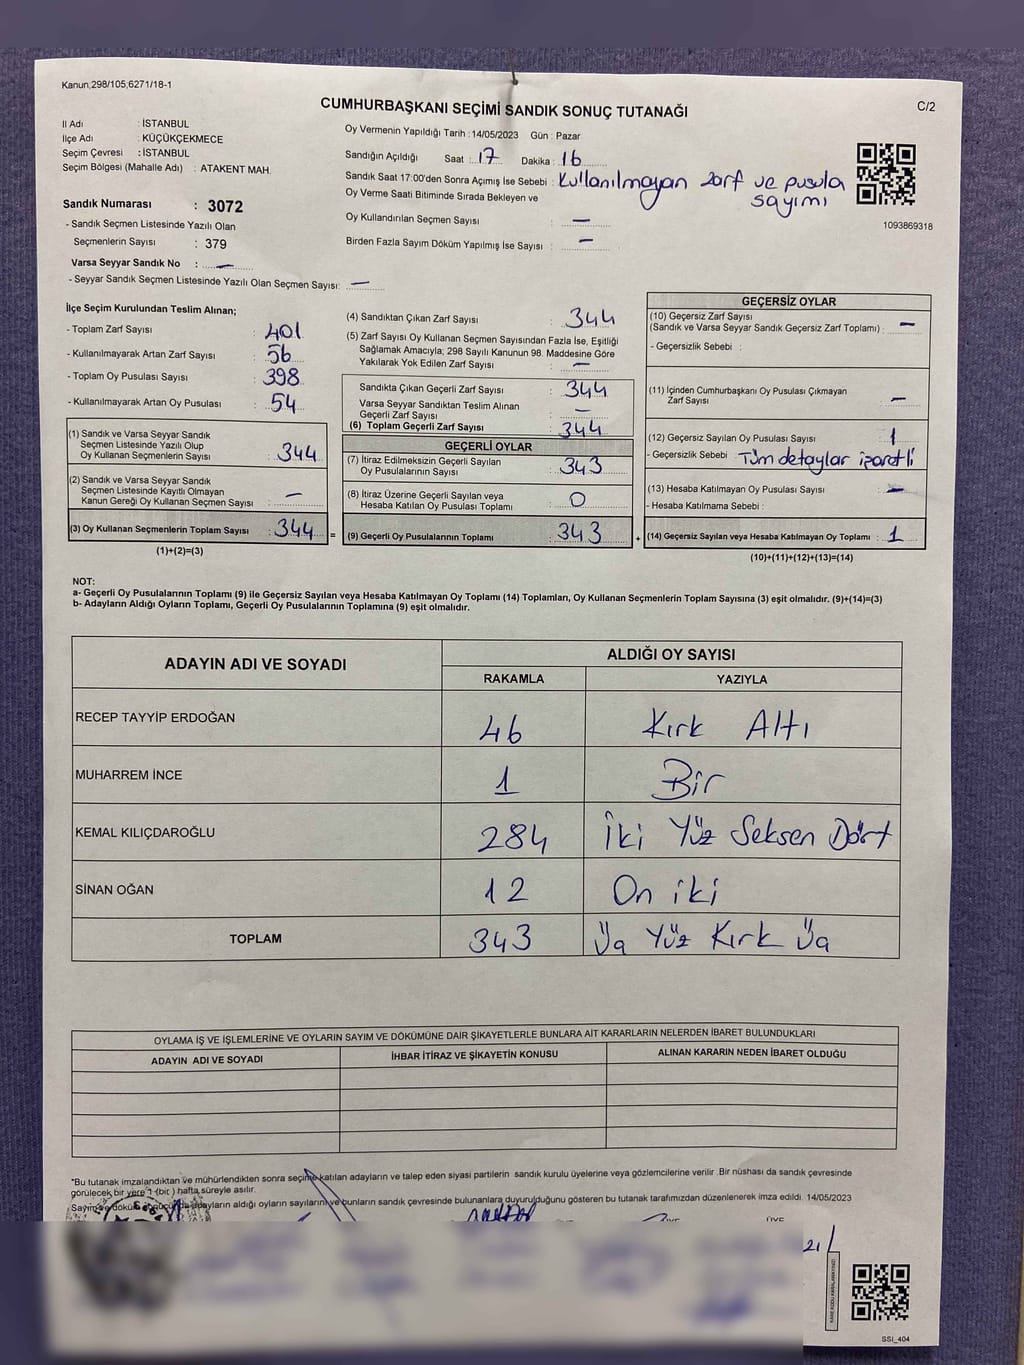 Kanun,298/105,6271/18-1
CUMHURBAŞKANI SEÇİMİ SANDIK SONUÇ TUTANAĞI
C/2
İl Adı : İSTANBUL
İlçe Adı : KÜÇÜKÇEKMECE
Seçim Çevresi : İSTANBUL
Seçim Bölgesi (Mahalle Adı) : ATAKENT MAH.
Oy Vermenin Yapıldığı Tarih : 14/05/2023 Gün : Pazar
Sandığın Açıldığı Saat : 17 Dakika : 16
Sandık Saat 17:00'den Sonra Açımış İse Sebebi : Kullanılmayan zarf ve pusula sayımı
1093869318
Sandık Numarası : 3072
- Sandık Seçmen Listesinde Yazılı Olan
Seçmenlerin Sayısı : 379
Varsa Seyyar Sandık No : –
- Seyyar Sandık Seçmen Listesinde Yazılı Olan Seçmen Sayısı: –
Oy Verme Saati Bitiminde Sırada Bekleyen ve
Oy Kullandırılan Seçmen Sayısı : –
Birden Fazla Sayım Döküm Yapılmış İse Sayısı : –
İlçe Seçim Kurulundan Teslim Alınan;
- Toplam Zarf Sayısı : 401
- Kullanılmayarak Artan Zarf Sayısı : 56
- Toplam Oy Pusulası Sayısı : 398
- Kullanılmayarak Artan Oy Pusulası : 54
(1) Sandık ve Varsa Seyyar Sandık
Seçmen Listesinde Yazılı Olup
Oy Kullanan Seçmenlerin Sayısı : 344
(2) Sandık ve Varsa Seyyar Sandık
Seçmen Listesinde Kayıtlı Olmayan
Kanun Gereği Oy Kullanan Seçmen Sayısı : –
(3) Oy Kullanan Seçmenlerin Toplam Sayısı : 344 =
(1)+(2)=(3)
(4) Sandıktan Çıkan Zarf Sayısı : 344
(5) Zarf Sayısı Oy Kullanan Seçmen Sayısından Fazla İse, Eşitliği
Sağlamak Amacıyla; 298 Sayılı Kanunun 98. Maddesine Göre
Yakılarak Yok Edilen Zarf Sayısı : –
Sandıkta Çıkan Geçerli Zarf Sayısı : 344
Varsa Seyyar Sandıktan Teslim Alınan
Geçerli Zarf Sayısı : –
(6) Toplam Geçerli Zarf Sayısı : 344
GEÇERLİ OYLAR
(7) İtiraz Edilmeksizin Geçerli Sayılan
Oy Pusulalarının Sayısı : 343
(8) İtiraz Üzerine Geçerli Sayılan veya
Hesaba Katılan Oy Pusulası Toplamı : 0
(9) Geçerli Oy Pusulalarının Toplamı : 343 +
GEÇERSİZ OYLAR
(10) Geçersiz Zarf Sayısı
(Sandık ve Varsa Seyyar Sandık Geçersiz Zarf Toplamı) : –
- Geçersizlik Sebebi :
(11) İçinden Cumhurbaşkanı Oy Pusulası Çıkmayan
Zarf Sayısı : –
(12) Geçersiz Sayılan Oy Pusulası Sayısı : 1
- Geçersizlik Sebebi : Tüm detaylar işaretli
(13) Hesaba Katılmayan Oy Pusulası Sayısı : –
- Hesaba Katılmama Sebebi :
(14) Geçersiz Sayılan veya Hesaba Katılmayan Oy Toplamı : 1
(10)+(11)+(12)+(13)=(14)
NOT:
a- Geçerli Oy Pusulalarının Toplamı (9) ile Geçersiz Sayılan veya Hesaba Katılmayan Oy Toplamı (14) Toplamları, Oy Kullanan Seçmenlerin Toplam Sayısına (3) eşit olmalıdır. (9)+(14)=(3)
b- Adayların Aldığı Oyların Toplamı, Geçerli Oy Pusulalarının Toplamına (9) eşit olmalıdır.
ADAYIN ADI VE SOYADI
ALDIĞI OY SAYISI
RAKAMLA YAZIYLA
RECEP TAYYİP ERDOĞAN 46 Kırk Altı
MUHARREM İNCE 1 Bir
KEMAL KILIÇDAROĞLU 284 İki Yüz Seksen Dört
SİNAN OĞAN 12 On iki
TOPLAM 343 Üç Yüz Kırk Üç
OYLAMA İŞ VE İŞLEMLERİNE VE OYLARIN SAYIM VE DÖKÜMÜNE DAİR ŞİKAYETLERLE BUNLARA AİT KARARLARIN NELERDEN İBARET BULUNDUKLARI
ADAYIN ADI VE SOYADI İHBAR İTİRAZ VE ŞİKAYETİN KONUSU ALINAN KARARIN NEDEN İBARET OLDUĞU
*Bu tutanak imzalandıktan ve mühürlendikten sonra seçime katılan adayların ve talep eden siyasi partilerin sandık kurulu üyelerine veya gözlemcilerine verilir .Bir nüshası da sandık çevresinde
görülecek bir yere 1 (bir ) hafta süreyle asılır.
Sayım ve döküm adayların aldığı oyların sayılarını ve bunların sandık çevresinde bulunanlara duyurulduğunu gösteren bu tutanak tarafımızdan düzenlenerek imza edildi. 14/05/2023
ÜYE
21
SSI_404